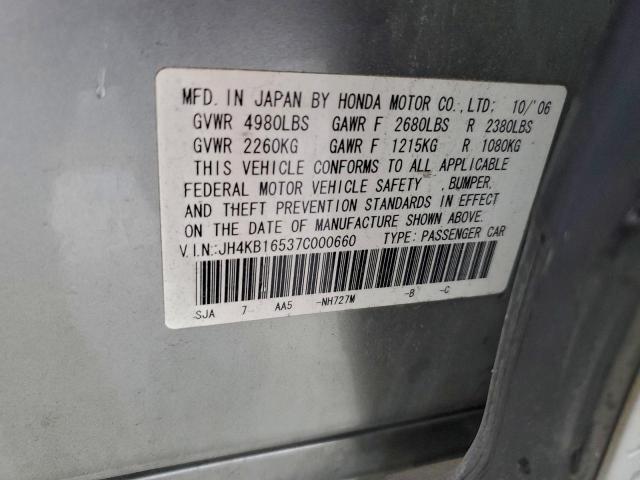 MFD. IN JAPAN BY HONDA MOTOR CO., LTD; 10/'06
GVWR 4980LBS GAWR F 2680LBS R 2380LBS
GVWR 2260KG GAWR F 1215KG R 1080KG
THIS VEHICLE CONFORMS TO ALL APPLICABLE
FEDERAL MOTOR VEHICLE SAFETY , BUMPER,
AND THEFT PREVENTION STANDARDS IN EFFECT
ON THE DATE OF MANUFACTURE SHOWN ABOVE.
V.I.N.:JH4KB16537C000660 TYPE: PASSENGER CAR
SJA 7 AA5 -NH727M -B -C